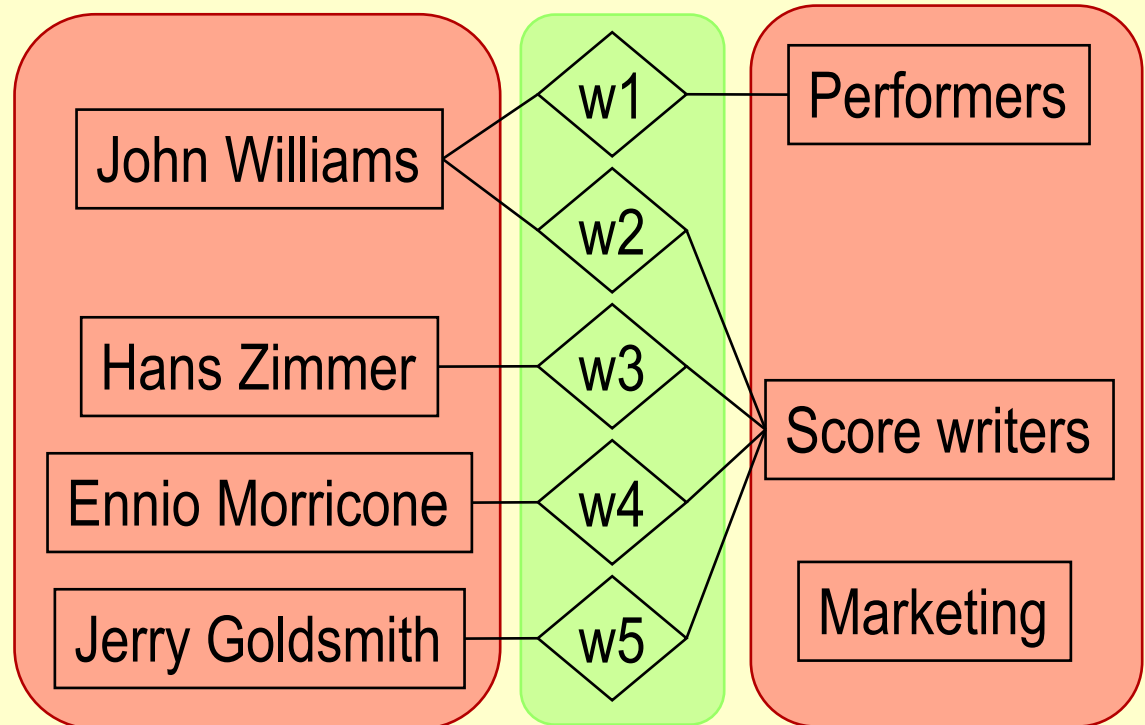 John Williams
Hans Zimmer
Ennio Morricone
Jerry Goldsmith
w1
w2
w3
w4
w5
Performers
Score writers
Marketing